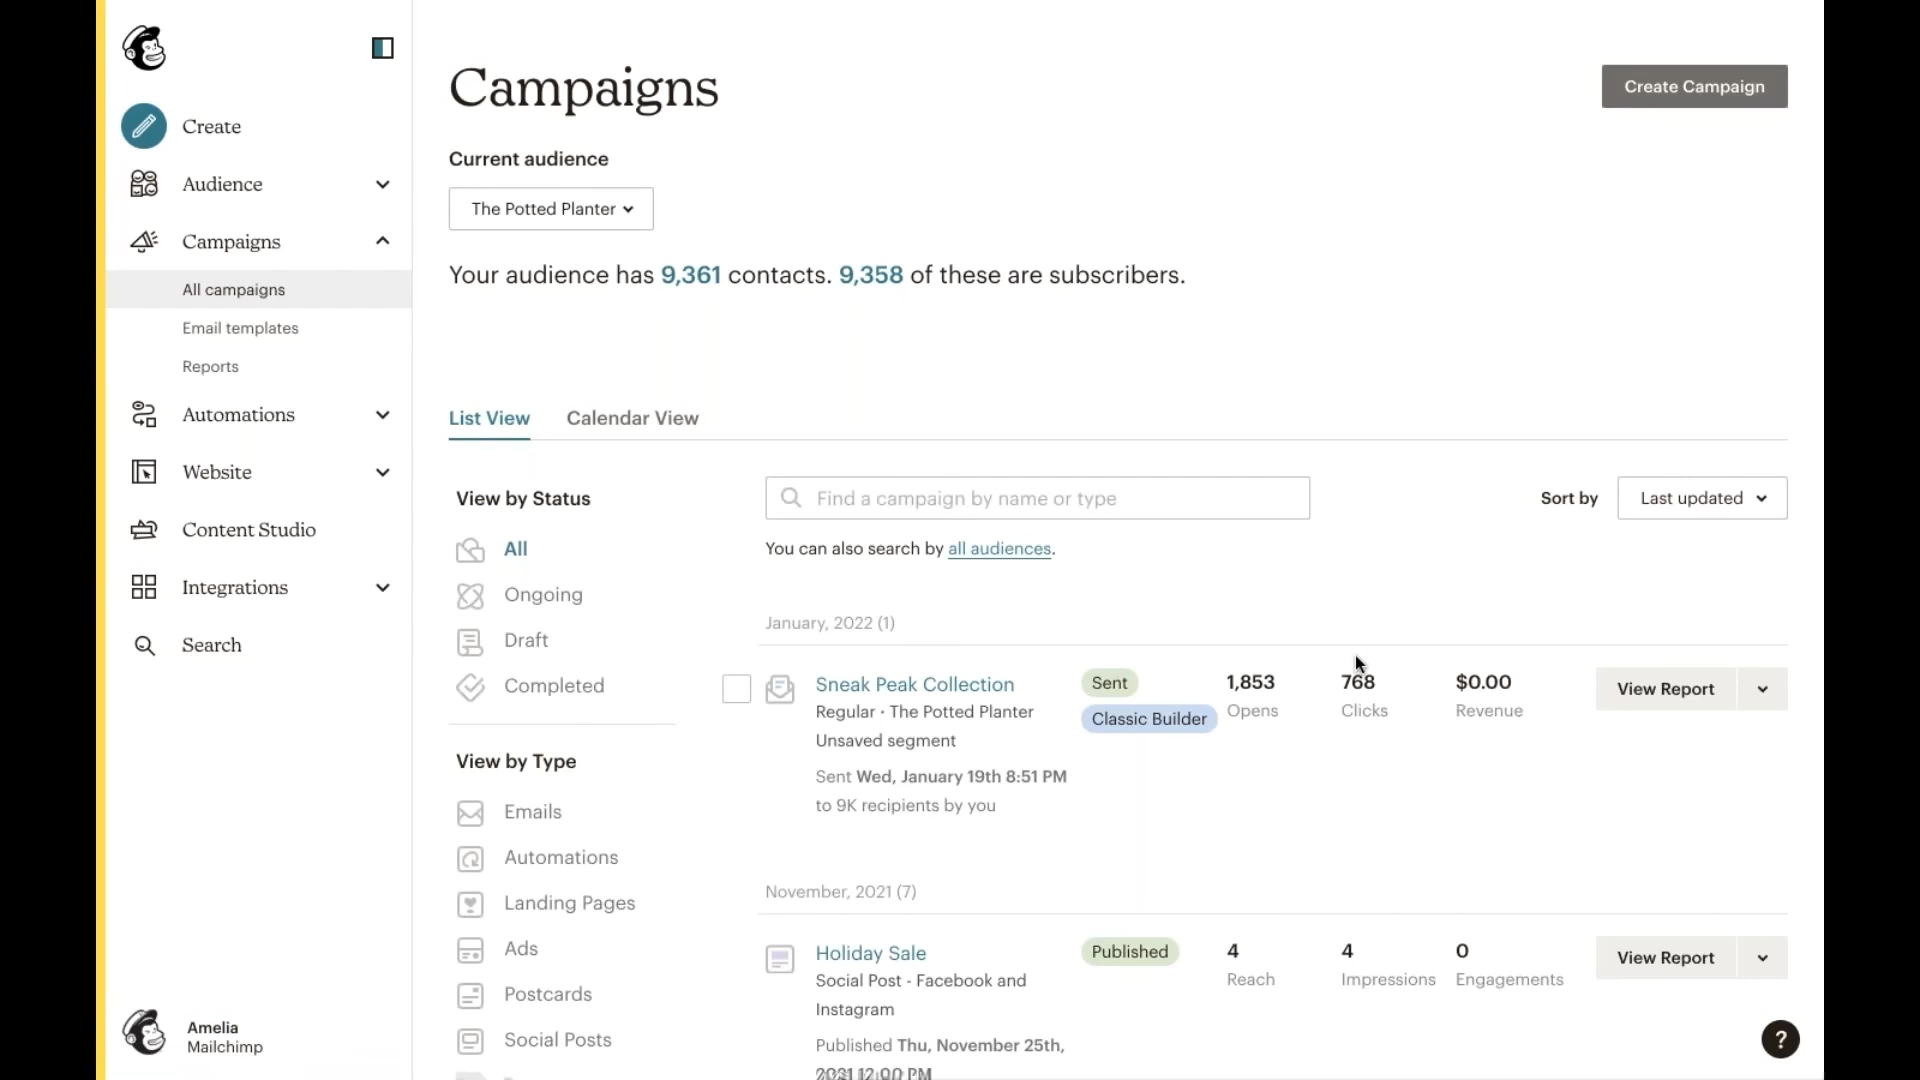 Create
Audience
Campaigns
All campaigns
Email templates
Reports
Automations
Website
Content Studio
Integrations
Search
Amelia
Mailchimp
Campaigns
Create Campaign
Current audience
The Potted Planter
Your audience has 9,361 contacts. 9,358 of these are subscribers.
List View
Calendar View
View by Status
All
Ongoing
Draft
Completed
View by Type
Emails
Automations
Landing Pages
Ads
Postcards
Social Posts
Find a campaign by name or type
Sort by
Last updated
You can also search by all audiences.
January, 2022 (1)
Sneak Peak Collection
Regular · The Potted Planter
Unsaved segment
Sent Wed, January 19th 8:51 PM
to 9K recipients by you
Sent
Classic Builder
1,853
Opens
768
Clicks
$0.00
Revenue
View Report
November, 2021 (7)
Holiday Sale
Social Post - Facebook and
Instagram
Published Thu, November 25th,
2021 12:00 PM
Published
4
Reach
4
Impressions
0
Engagements
View Report
?